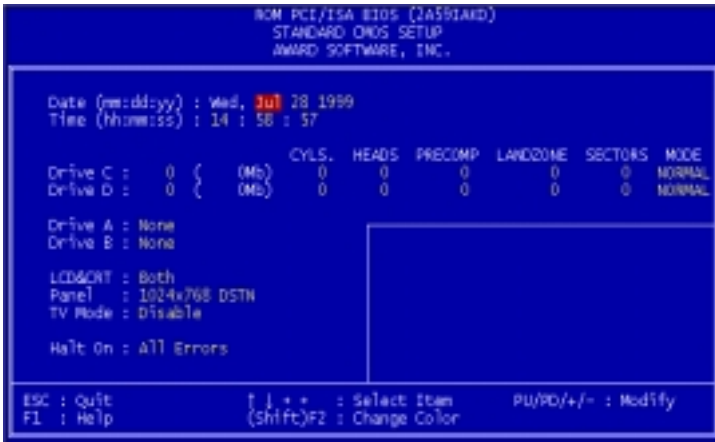 ROM PCI/ISA BIOS (2A59IAKD)
STANDARD CMOS SETUP
AWARD SOFTWARE, INC.
Date (mm:dd:yy) : Wed, Jul 28 1999
Time (hh:mm:ss) : 14 : 58 : 57
CYLS. HEADS PRECOMP LANDZONE SECTORS MODE
Drive C : 0 ( 0Mb) 0 0 0 0 0 NORMAL
Drive D : 0 ( 0Mb) 0 0 0 0 0 NORMAL
Drive A : None
Drive B : None
LCD&CRT : Both
Panel : 1024x768 DSTN
TV Mode : Disable
Halt On : All Errors
ESC : Quit ↑ ↓ → ← : Select Item PU/PD/+/- : Modify
F1 : Help (Shift)F2 : Change Color